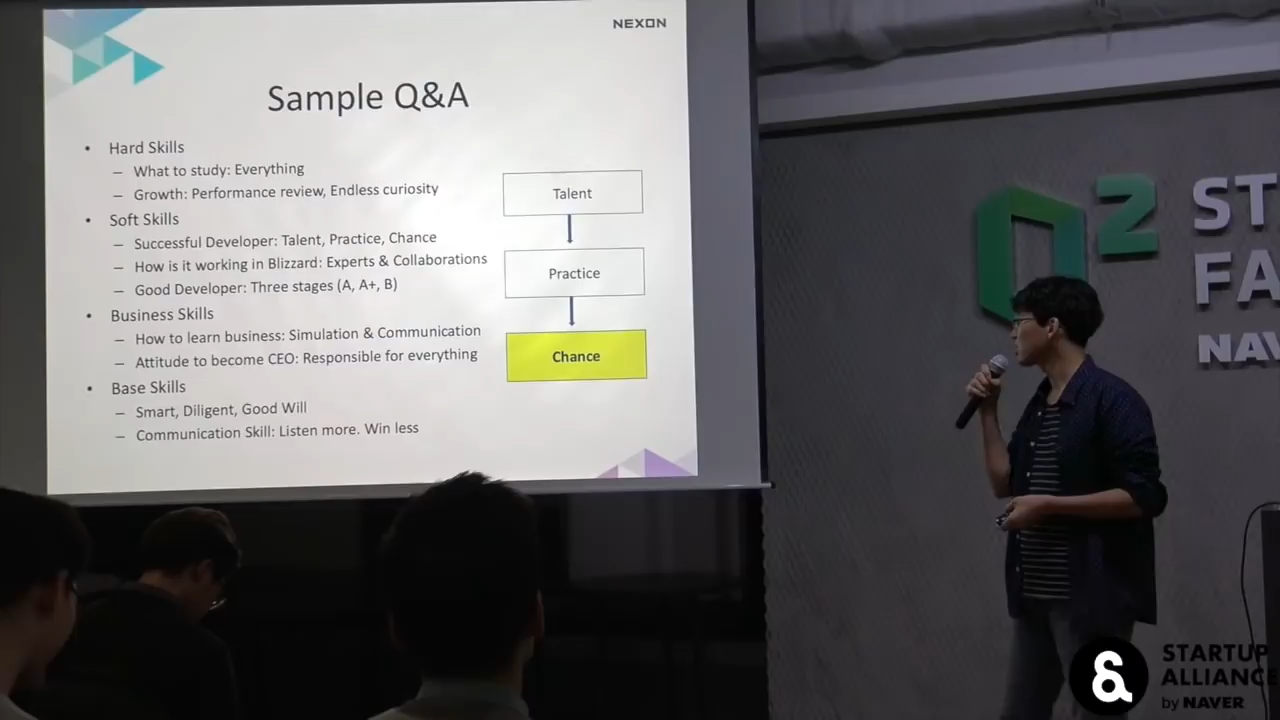 NEXON
Sample Q&A
• Hard Skills
– What to study: Everything
– Growth: Performance review, Endless curiosity
• Soft Skills
– Successful Developer: Talent, Practice, Chance
– How is it working in Blizzard: Experts & Collaborations
– Good Developer: Three stages (A, A+, B)
• Business Skills
– How to learn business: Simulation & Communication
– Attitude to become CEO: Responsible for everything
• Base Skills
– Smart, Diligent, Good Will
– Communication Skill: Listen more. Win less
Talent
Practice
Chance
2
ST
FA
NAV
STARTUP
ALLIANCE
by NAVER